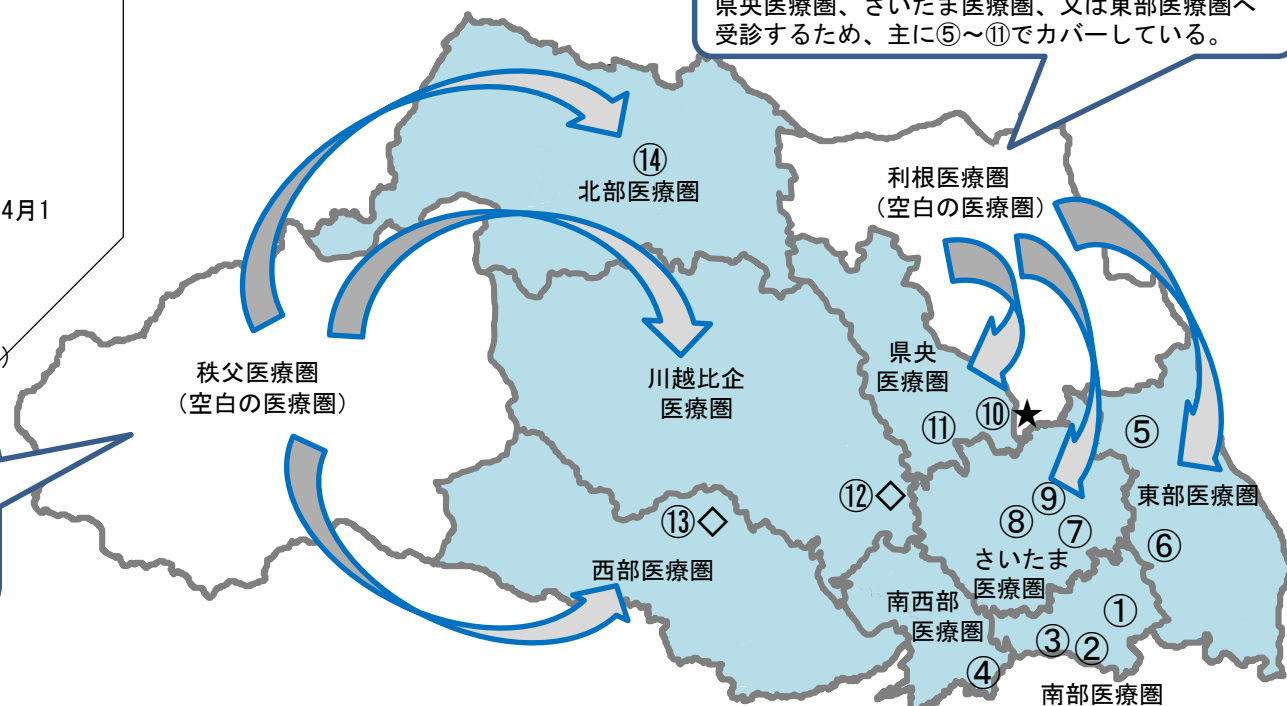 県央医療圏、さいたま医療圏、又は東部医療圏へ
受診するため、主に⑤～⑪でカバーしている。
⑭
北部医療圏
利根医療圏
（空白の医療圏）
4月1
）
秩父医療圏
（空白の医療圏）
川越比企
医療圏
県央
医療圏
⑩★
⑪
⑤
⑫◇
⑬◇
⑨
⑧
⑦
東部医療圏
⑥
さいたま
医療圏
西部医療圏
南西部
医療圏
①
③
②
④
南部医療圏